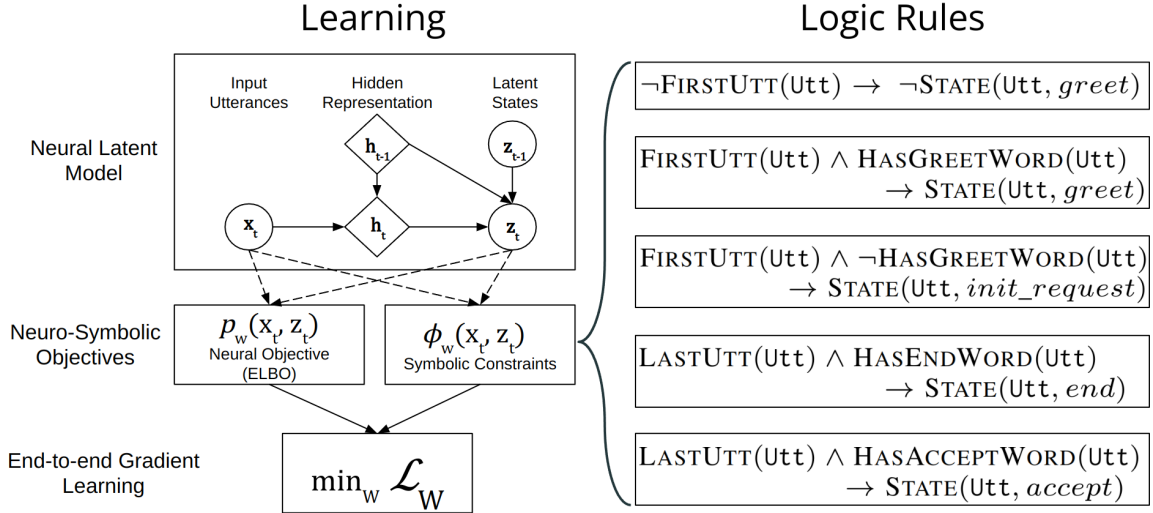 Learning
Logic Rules
Neural Latent
Model
Input
Utterances
Hidden
Representation
Latent
States
h_{t-1}
z_{t-1}
x_t
h_t
z_t
Neuro-Symbolic
Objectives
p_w(x_t, z_t)
Neural Objective
(ELBO)
ϕ_w(x_t, z_t)
Symbolic Constraints
End-to-end Gradient
Learning
min_w ℒ_W
¬FIRSTUTT(Utt) → ¬STATE(Utt, greet)
FIRSTUTT(Utt) ∧ HASGREETWORD(Utt)
→ STATE(Utt, greet)
FIRSTUTT(Utt) ∧ ¬HASGREETWORD(Utt)
→ STATE(Utt, init_request)
LASTUTT(Utt) ∧ HASENDWORD(Utt)
→ STATE(Utt, end)
LASTUTT(Utt) ∧ HASACCEPTWORD(Utt)
→ STATE(Utt, accept)